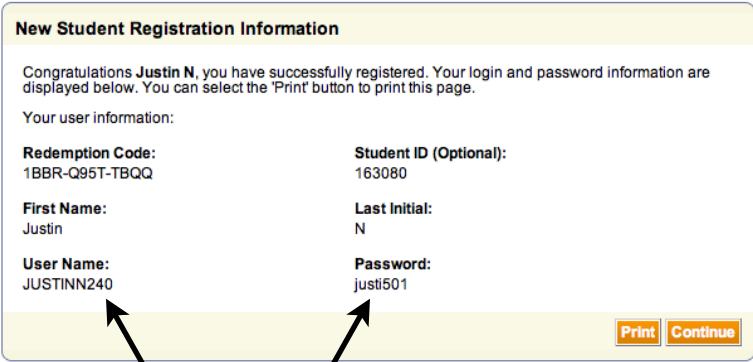 New Student Registration Information
Congratulations Justin N, you have successfully registered. Your login and password information are
displayed below. You can select the 'Print' button to print this page.
Your user information:
Redemption Code: Student ID (Optional):
1BBR-Q95T-TBQQ 163080
First Name: Last Initial:
Justin N
User Name: Password:
JUSTINN240 justi501
Print Continue